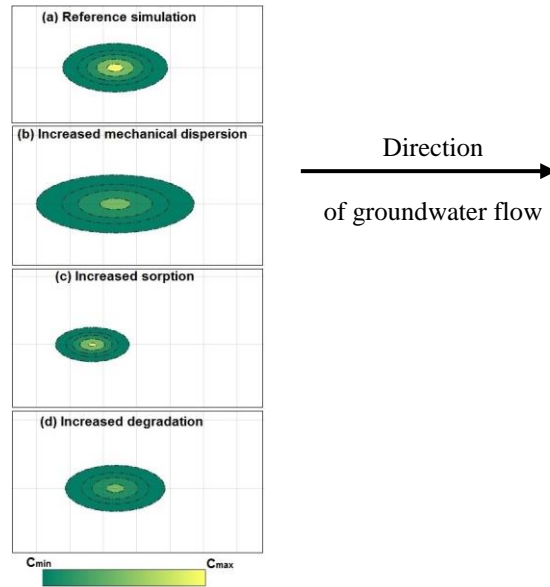 (a) Reference simulation
(b) Increased mechanical dispersion
Direction
of groundwater flow
(c) Increased sorption
(d) Increased degradation
Cmin Cmax